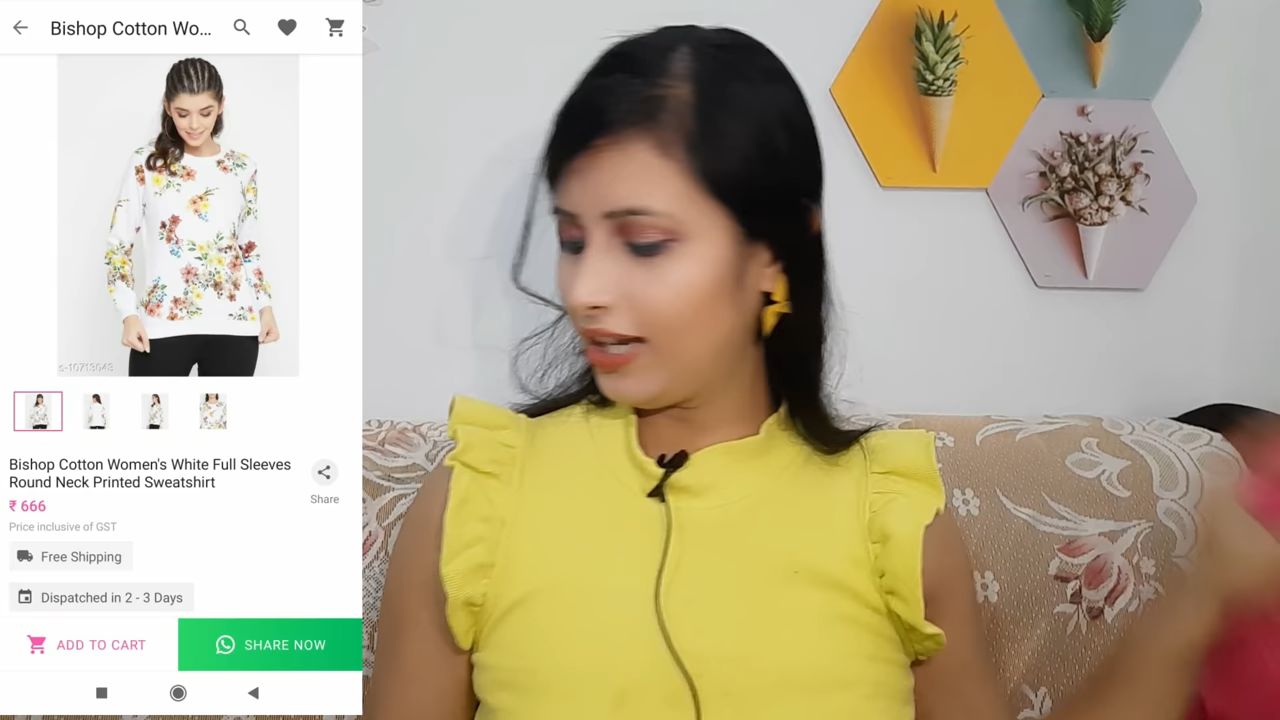 Bishop Cotton Wo...
s-10713043
Bishop Cotton Women's White Full Sleeves
Round Neck Printed Sweatshirt
Share
₹ 666
Price inclusive of GST
Free Shipping
Dispatched in 2 - 3 Days
ADD TO CART
SHARE NOW